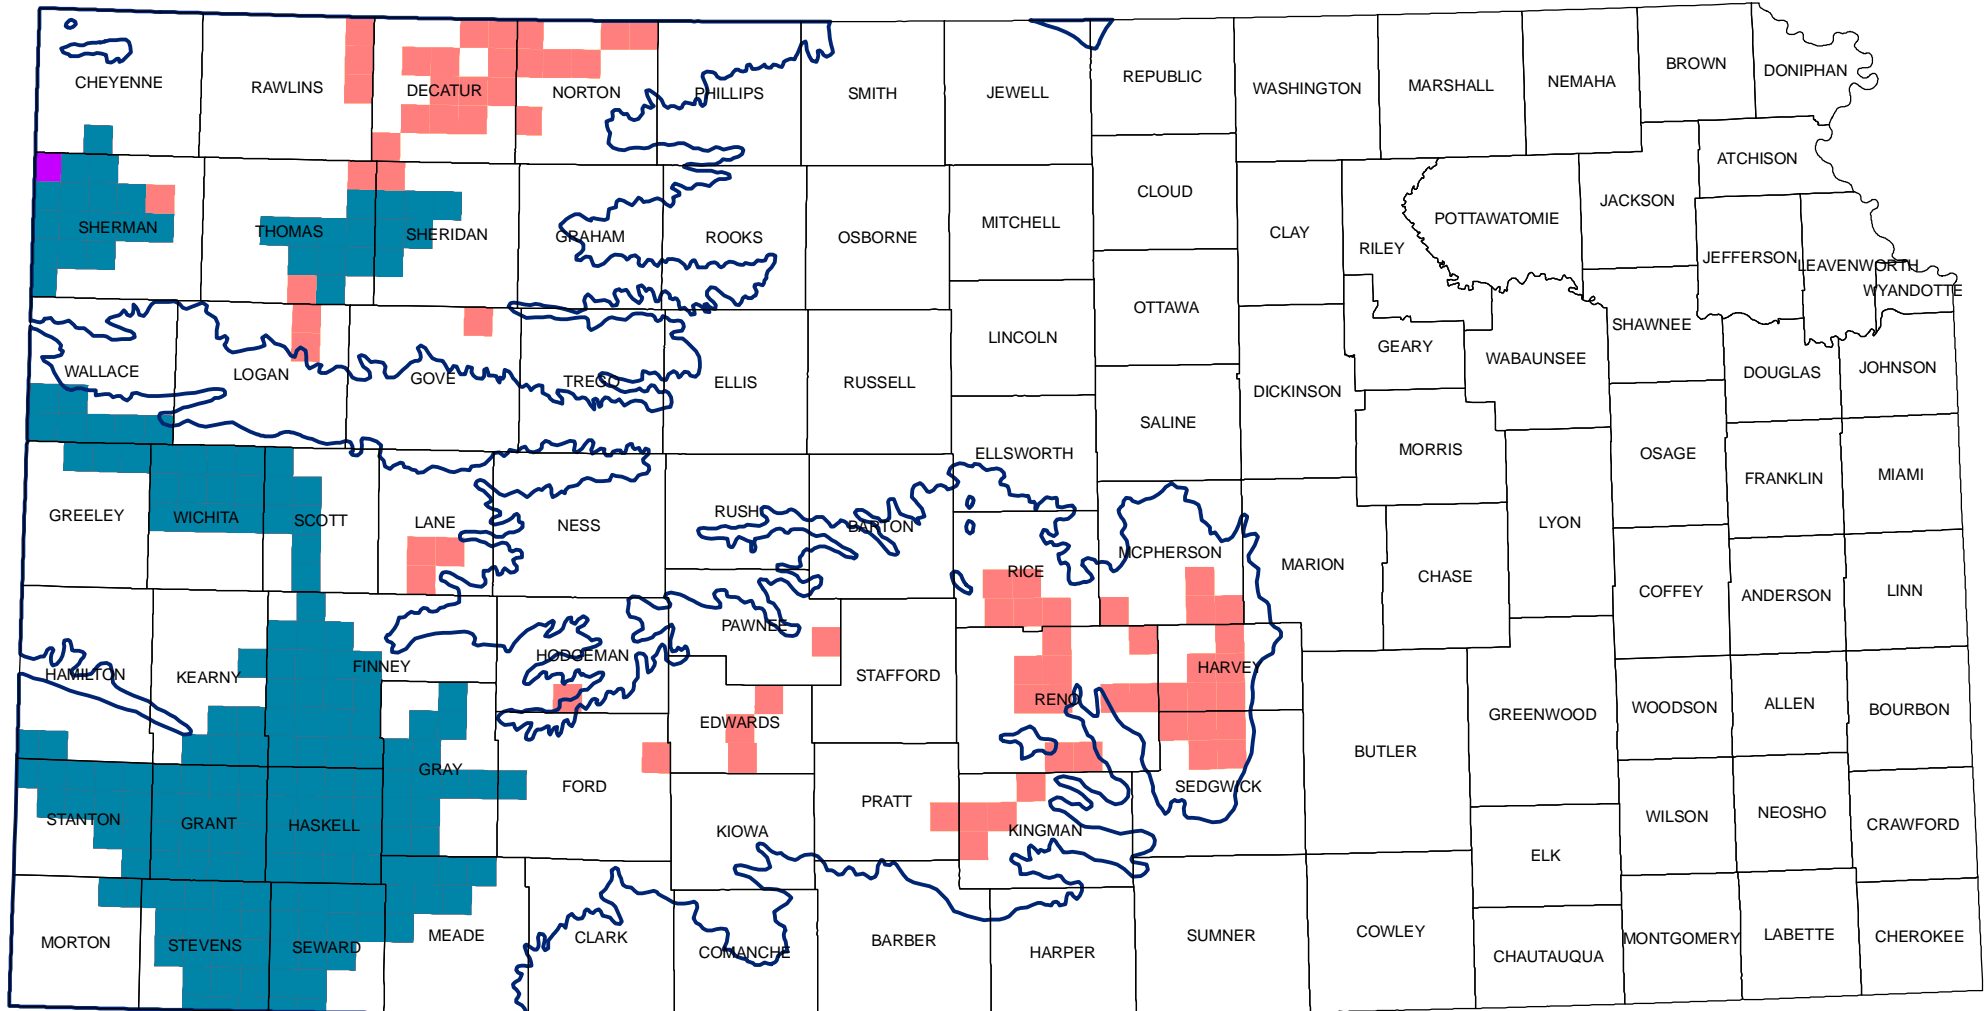 CHEYENNE
RAWLINS
DECATUR
NORTON
PHILLIPS
SMITH
JEWELL
REPUBLIC
WASHINGTON
MARSHALL
NEMAHA
BROWN
DONIPHAN
SHERMAN
THOMAS
SHERIDAN
GRAHAM
ROOKS
OSBORNE
MITCHELL
CLOUD
CLAY
RILEY
POTTAWATOMIE
JACKSON
ATCHISON
JEFFERSON
LEAVENWORTH
WYANDOTTE
WALLACE
LOGAN
GOVE
TREGO
ELLIS
RUSSELL
LINCOLN
OTTAWA
DICKINSON
GEARY
WABAUNSEE
SHAWNEE
DOUGLAS
JOHNSON
ELLSWORTH
SALINE
MORRIS
OSAGE
FRANKLIN
MIAMI
GREELEY
WICHITA
SCOTT
LANE
NESS
RUSH
BARTON
RICE
MCPHERSON
MARION
CHASE
LYON
COFFEY
ANDERSON
LINN
HAMILTON
KEARNY
FINNEY
HODGEMAN
PAWNEE
STAFFORD
RENO
HARVEY
BUTLER
GREENWOOD
WOODSON
ALLEN
BOURBON
GRAY
FORD
EDWARDS
PRATT
KINGMAN
SEDGWICK
STANTON
GRANT
HASKELL
KIOWA
ELK
WILSON
NEOSHO
CRAWFORD
MORTON
STEVENS
SEWARD
MEADE
CLARK
COMANCHE
BARBER
HARPER
SUMNER
COWLEY
CHAUTAUQUA
MONTGOMERY
LABETTE
CHEROKEE